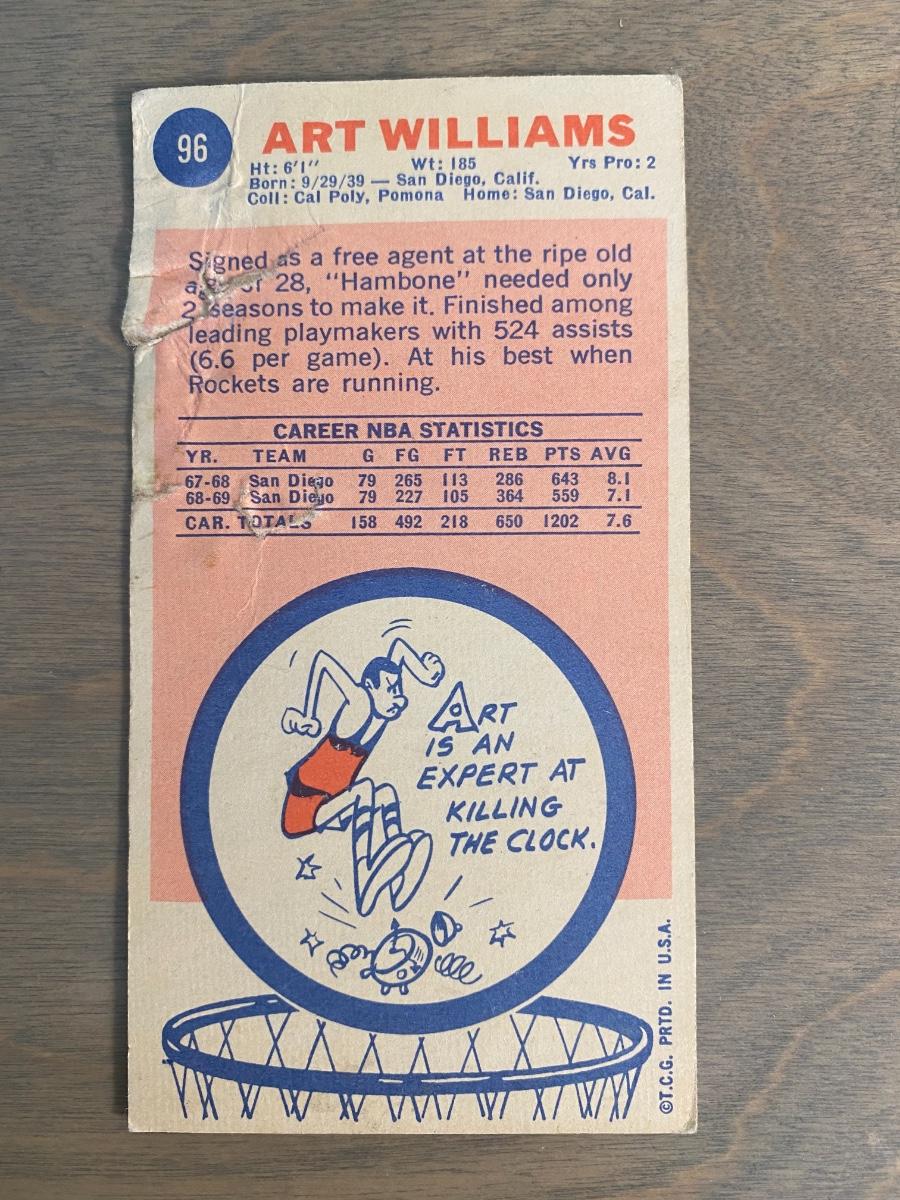 96
ART WILLIAMS
Ht: 6'1" Wt: 185 Yrs Pro: 2
Born: 9/29/39 — San Diego, Calif.
Coll: Cal Poly, Pomona Home: San Diego, Cal.
Signed as a free agent at the ripe old
age of 28, "Hambone" needed only
2 seasons to make it. Finished among
leading playmakers with 524 assists
(6.6 per game). At his best when
Rockets are running.
CAREER NBA STATISTICS
YR. TEAM G FG FT REB PTS AVG
67-68 San Diego 79 265 113 286 643 8.1
68-69 San Diego 79 227 105 364 559 7.1
CAR. TOTALS 158 492 218 650 1202 7.6
ART
IS AN
EXPERT AT
KILLING
THE CLOCK.
©T.C.G. PRTD. IN U.S.A.